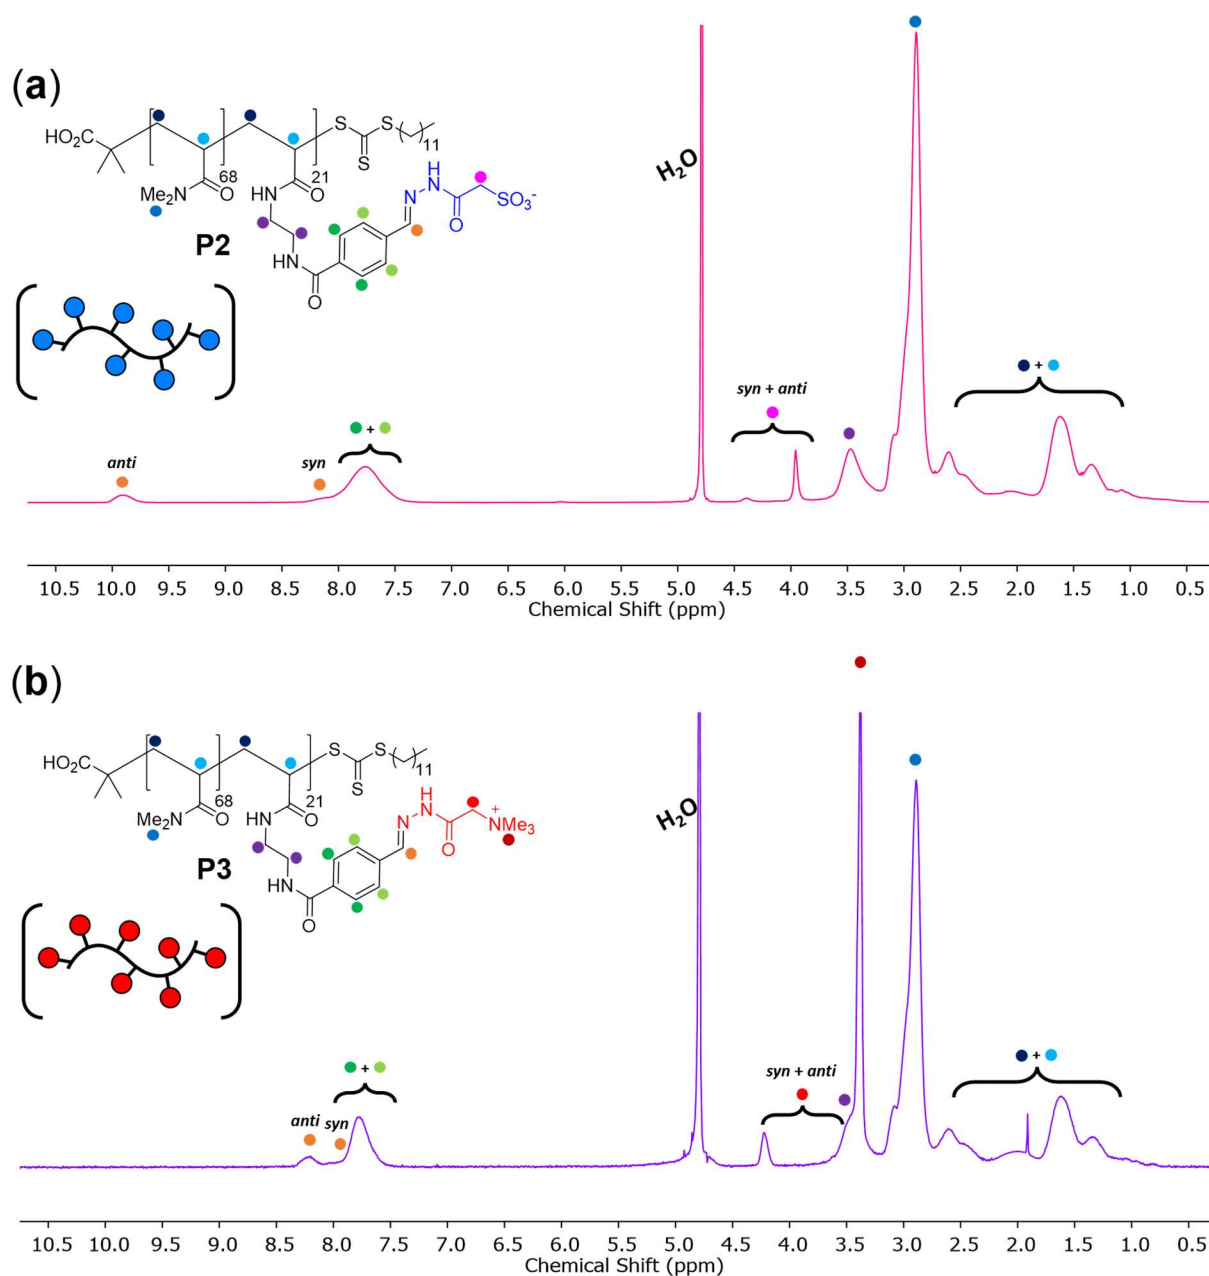 (a)
HO₂C
68
21
S
S
11
S
Me₂N
O
HN
O
N
H
N
O
SO₃⁻
P2
HN
O
H₂O
syn + anti
+
+
anti
syn
10.5 10.0 9.5 9.0 8.5 8.0 7.5 7.0 6.5 6.0 5.5 5.0 4.5 4.0 3.5 3.0 2.5 2.0 1.5 1.0 0.5
Chemical Shift (ppm)
(b)
HO₂C
68
21
S
S
11
S
Me₂N
O
HN
O
N
H
N
O
+
NMe₃
P3
HN
O
H₂O
syn + anti
+
+
anti syn
10.5 10.0 9.5 9.0 8.5 8.0 7.5 7.0 6.5 6.0 5.5 5.0 4.5 4.0 3.5 3.0 2.5 2.0 1.5 1.0 0.5
Chemical Shift (ppm)